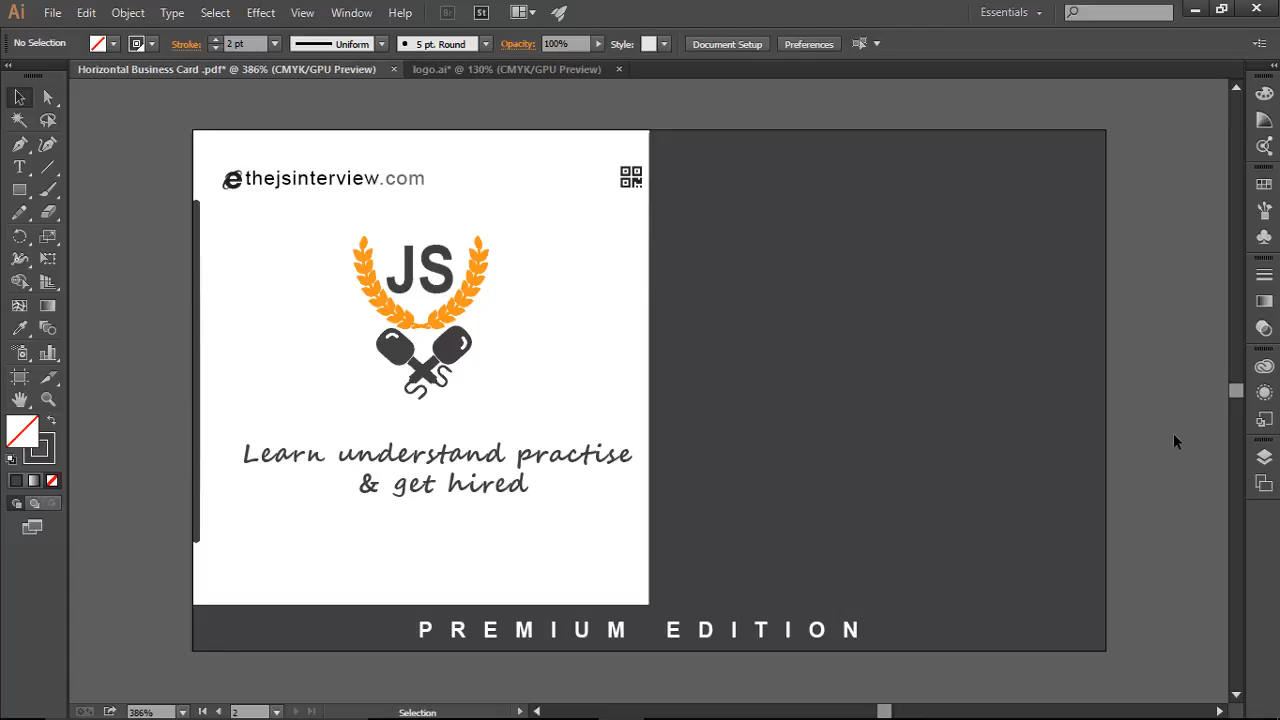 Ai File Edit Object Type Select Effect View Window Help Br St Essentials
No Selection Stroke: 2 pt Uniform 5 pt. Round Opacity: 100% Style: Document Setup Preferences
Horizontal Business Card .pdf* @ 386% (CMYK/GPU Preview) × logo.ai* @ 130% (CMYK/GPU Preview) ×
thejsinterview.com
JS
Learn understand practise
& get hired
PREMIUM EDITION
386% 2 Selection